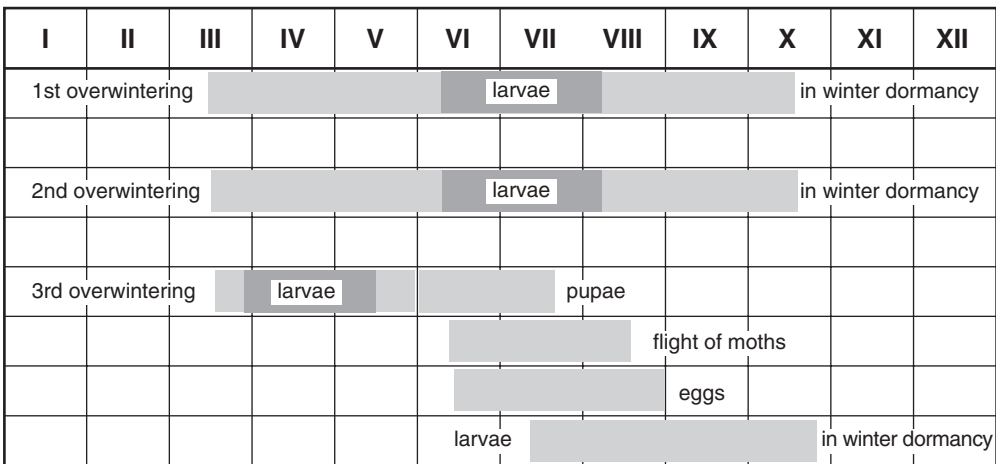 I II III IV V VI VII VIII IX X XI XII
1st overwintering larvae in winter dormancy
2nd overwintering larvae in winter dormancy
3rd overwintering larvae pupae
flight of moths
eggs
larvae in winter dormancy